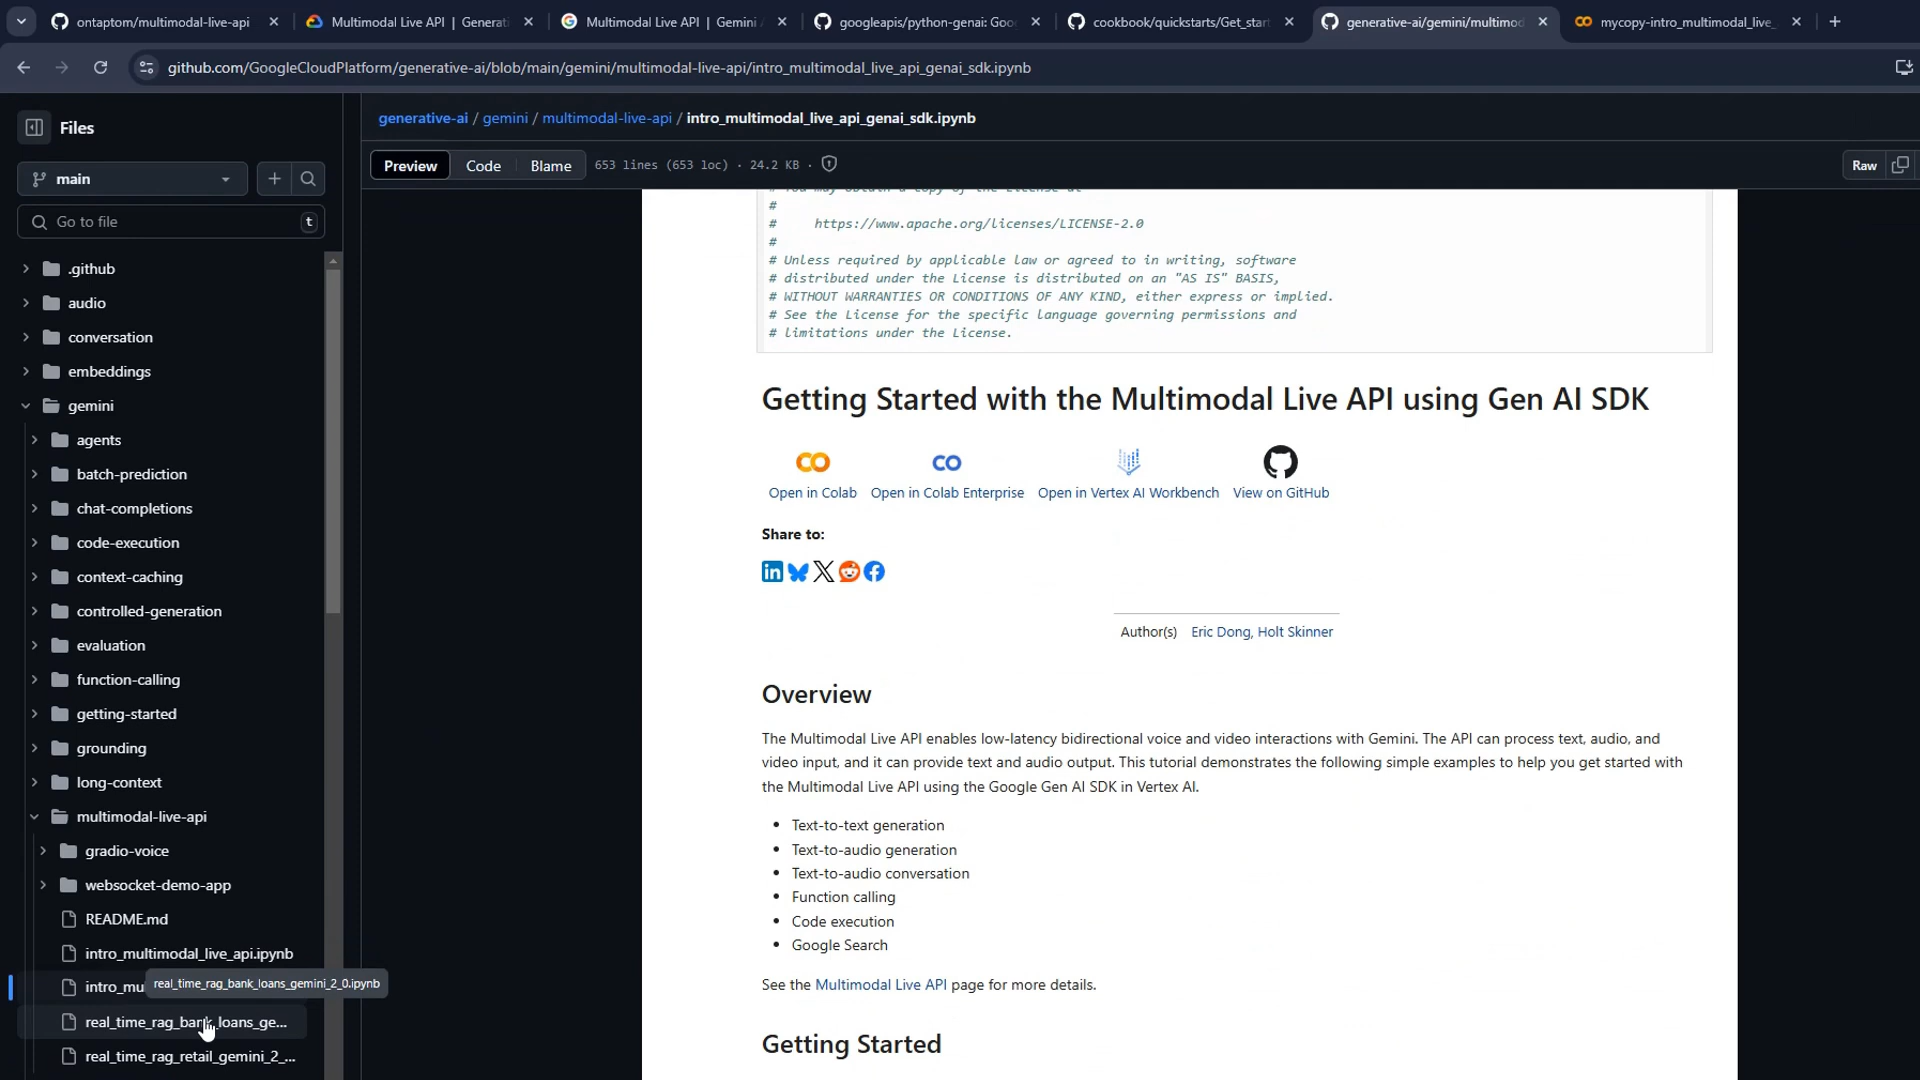 ontaptom/multimodal-live-api
Multimodal Live API | Generati
Multimodal Live API | Gemini
googleapis/python-genai: Goo
cookbook/quickstarts/Get_start
generative-ai/gemini/multimod
mycopy-intro_multimodal_live_
github.com/GoogleCloudPlatform/generative-ai/blob/main/gemini/multimodal-live-api/intro_multimodal_live_api_genai_sdk.ipynb
Files
main
Go to file
t
.github
audio
conversation
embeddings
gemini
agents
batch-prediction
chat-completions
code-execution
context-caching
controlled-generation
evaluation
function-calling
getting-started
grounding
long-context
multimodal-live-api
gradio-voice
websocket-demo-app
README.md
intro_multimodal_live_api.ipynb
intro_mu
real_time_rag_bank_loans_gemini_2_0.ipynb
real_time_rag_bank_loans_ge...
real_time_rag_retail_gemini_2_...
generative-ai / gemini / multimodal-live-api / intro_multimodal_live_api_genai_sdk.ipynb
Preview Code Blame 653 lines (653 loc) · 24.2 KB ·
Raw
# You may obtain a copy of the License at
#
# https://www.apache.org/licenses/LICENSE-2.0
#
# Unless required by applicable law or agreed to in writing, software
# distributed under the License is distributed on an "AS IS" BASIS,
# WITHOUT WARRANTIES OR CONDITIONS OF ANY KIND, either express or implied.
# See the License for the specific language governing permissions and
# limitations under the License.
Getting Started with the Multimodal Live API using Gen AI SDK
Open in Colab Open in Colab Enterprise Open in Vertex AI Workbench View on GitHub
Share to:
Author(s) Eric Dong, Holt Skinner
Overview
The Multimodal Live API enables low-latency bidirectional voice and video interactions with Gemini. The API can process text, audio, and
video input, and it can provide text and audio output. This tutorial demonstrates the following simple examples to help you get started with
the Multimodal Live API using the Google Gen AI SDK in Vertex AI.
• Text-to-text generation
• Text-to-audio generation
• Text-to-audio conversation
• Function calling
• Code execution
• Google Search
See the Multimodal Live API page for more details.
Getting Started